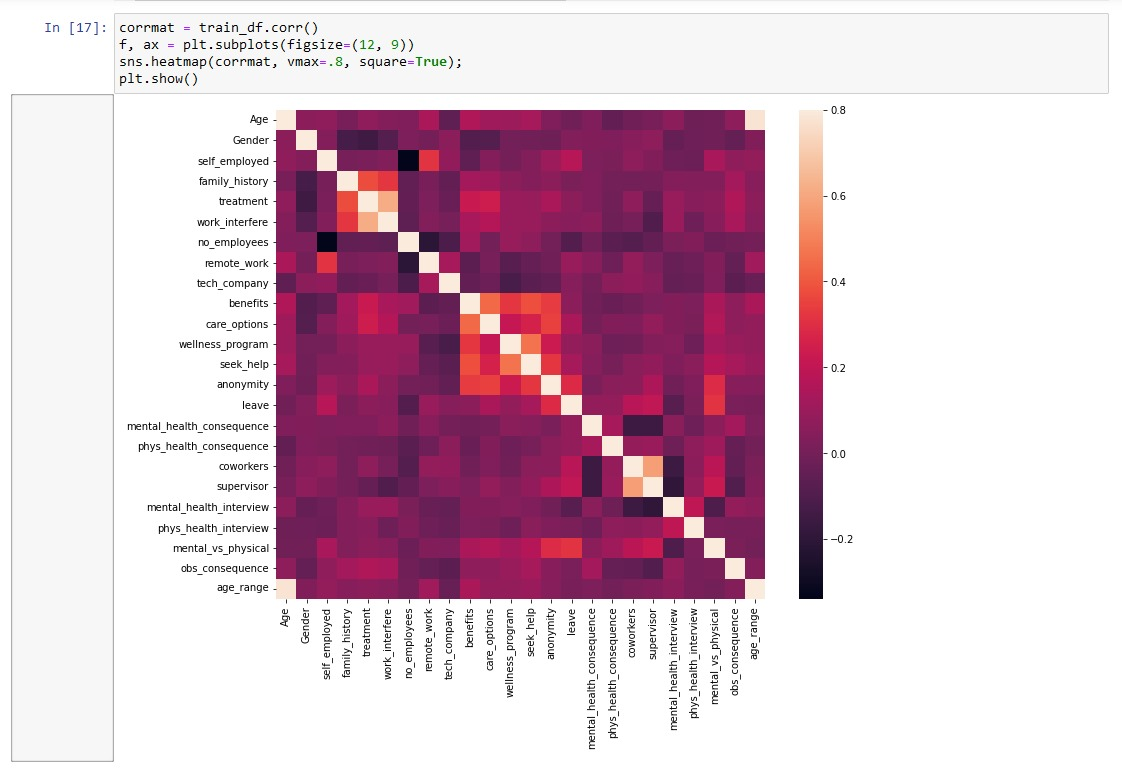 In [17]:
corrmat = train_df.corr()
f, ax = plt.subplots(figsize=(12, 9))
sns.heatmap(corrmat, vmax=.8, square=True);
plt.show()
Age
Gender
self_employed
family_history
treatment
work_interfere
no_employees
remote_work
tech_company
benefits
care_options
wellness_program
seek_help
anonymity
leave
mental_health_consequence
phys_health_consequence
coworkers
supervisor
mental_health_interview
phys_health_interview
mental_vs_physical
obs_consequence
age_range
Age
Gender
self_employed
family_history
treatment
work_interfere
no_employees
remote_work
tech_company
benefits
care_options
wellness_program
seek_help
anonymity
leave
mental_health_consequence
phys_health_consequence
coworkers
supervisor
mental_health_interview
phys_health_interview
mental_vs_physical
obs_consequence
age_range
0.8
0.6
0.4
0.2
0.0
−0.2